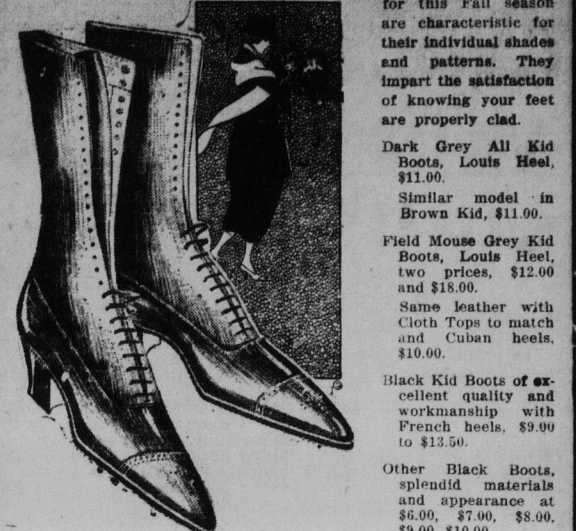 for this Fall season
are characteristic for
their individual shades
and patterns. They
impart the satisfaction
of knowing your feet
are properly clad.
Dark Grey All Kid
Boots, Louis Heel,
$11.00.
Similar model in
Brown Kid, $11.00.
Field Mouse Grey Kid
Boots, Louis Heel,
two prices, $12.00
and $18.00.
Same leather with
Cloth Tops to match
and Cuban heels,
$10.00.
Black Kid Boots of ex-
cellent quality and
workmanship with
French heels, $9.00
to $13.50.
Other Black Boots,
splendid materials
and appearance at
$6.00, $7.00, $8.00,
$9.00, $10.00